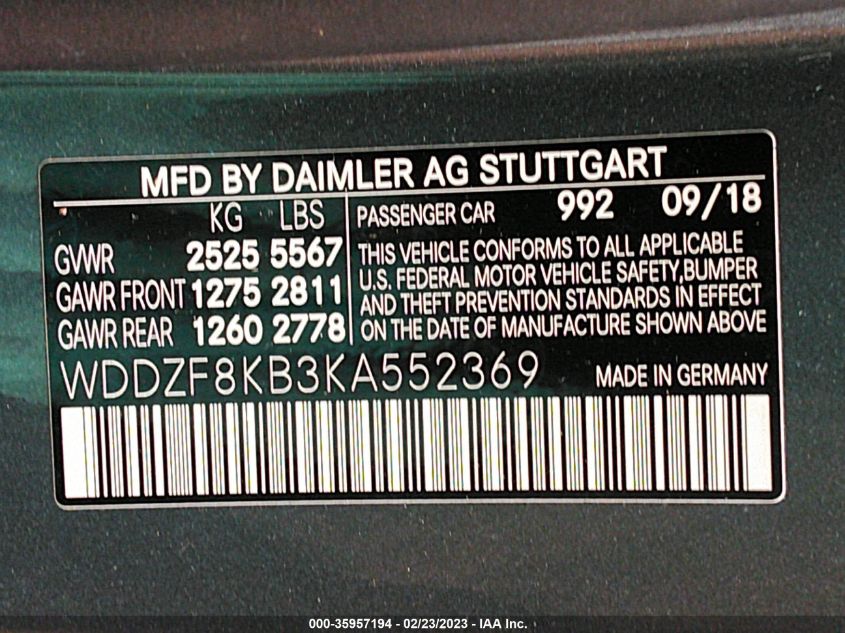 MFD BY DAIMLER AG STUTTGART
KG LBS
GVWR 2525 5567
GAWR FRONT 1275 2811
GAWR REAR 1260 2778
PASSENGER CAR 992 09/18
THIS VEHICLE CONFORMS TO ALL APPLICABLE
U.S. FEDERAL MOTOR VEHICLE SAFETY,BUMPER
AND THEFT PREVENTION STANDARDS IN EFFECT
ON THE DATE OF MANUFACTURE SHOWN ABOVE
WDDZF8KB3KA552369 MADE IN GERMANY
000-35957194 - 02/23/2023 - IAA Inc.